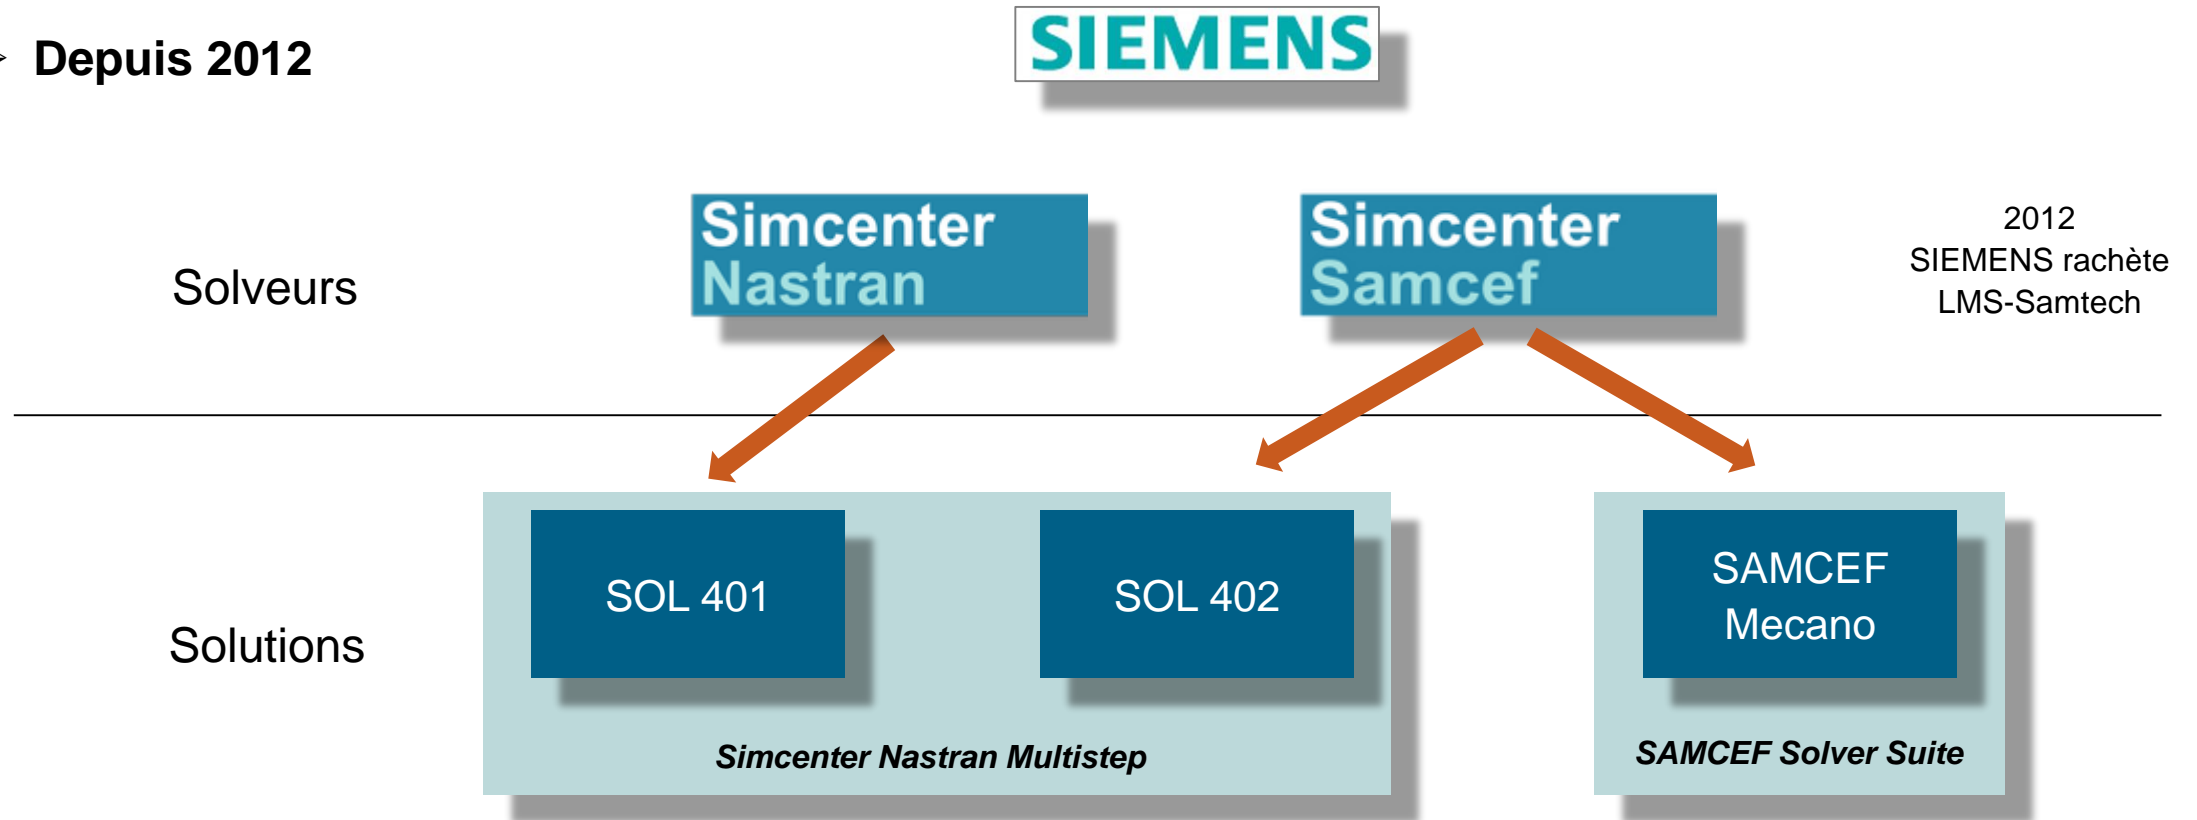 Depuis 2012
SIEMENS
Solveurs
Simcenter
Nastran
Simcenter
Samcef
2012
SIEMENS rachète
LMS-Samtech
Solutions
SOL 401
SOL 402
SAMCEF
Mecano
Simcenter Nastran Multistep
SAMCEF Solver Suite